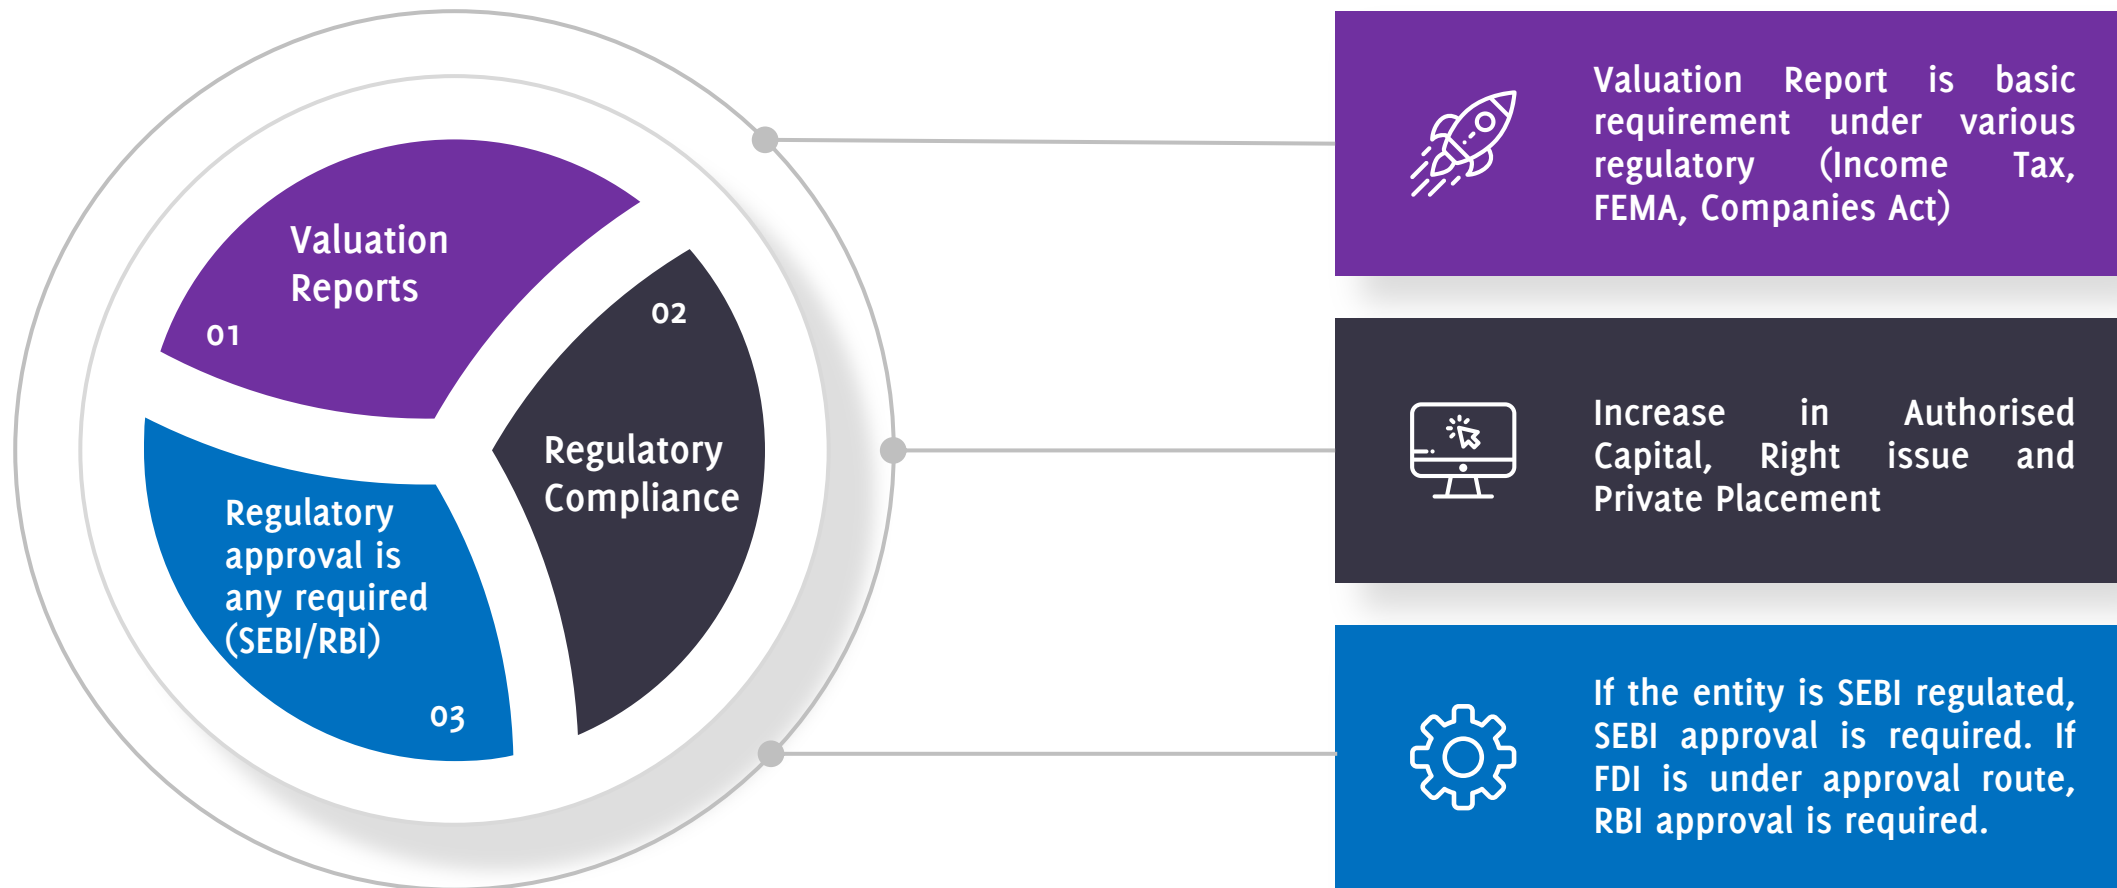 Valuation
Reports
01
02
Regulatory
Compliance
Regulatory
approval is
any required
(SEBI/RBI)
03
Valuation Report is basic
requirement under various
regulatory (Income Tax,
FEMA, Companies Act)
Increase in Authorised
Capital, Right issue and
Private Placement
If the entity is SEBI regulated,
SEBI approval is required. If
FDI is under approval route,
RBI approval is required.